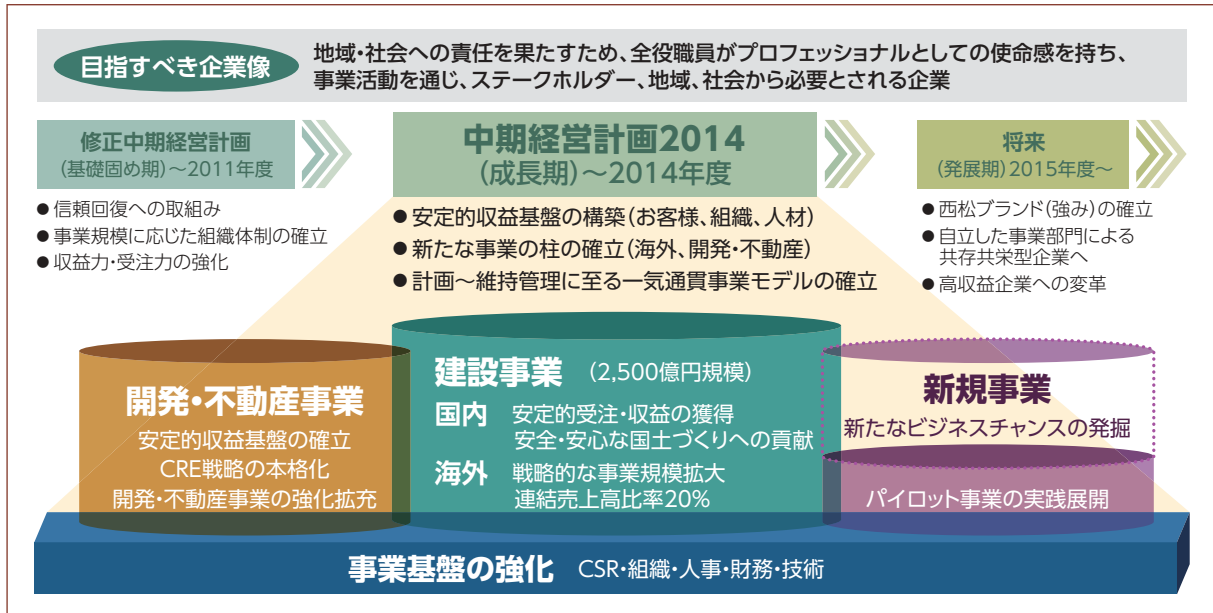 目指すべき企業像
地域・社会への責任を果たすため、全役職員がプロフェッショナルとしての使命感を持ち、
事業活動を通じ、ステークホルダー、地域、社会から必要とされる企業
修正中期経営計画
(基礎固め期)～2011年度
●信頼回復への取組み
●事業規模に応じた組織体制の確立
●収益力・受注力の強化
中期経営計画2014
(成長期)～2014年度
●安定的収益基盤の構築(お客様、組織、人材)
●新たな事業の柱の確立(海外、開発・不動産)
●計画～維持管理に至る一気通貫事業モデルの確立
将来
(発展期)2015年度～
●西松ブランド(強み)の確立
●自立した事業部門による
共存共栄型企業へ
●高収益企業への変革
開発・不動産事業
安定的収益基盤の確立
CRE戦略の本格化
開発・不動産事業の強化拡充
建設事業 (2,500億円規模)
国内 安定的受注・収益の獲得
安全・安心な国土づくりへの貢献
海外 戦略的な事業規模拡大
連結売上高比率20%
新規事業
新たなビジネスチャンスの発掘
パイロット事業の実践展開
事業基盤の強化 CSR・組織・人事・財務・技術